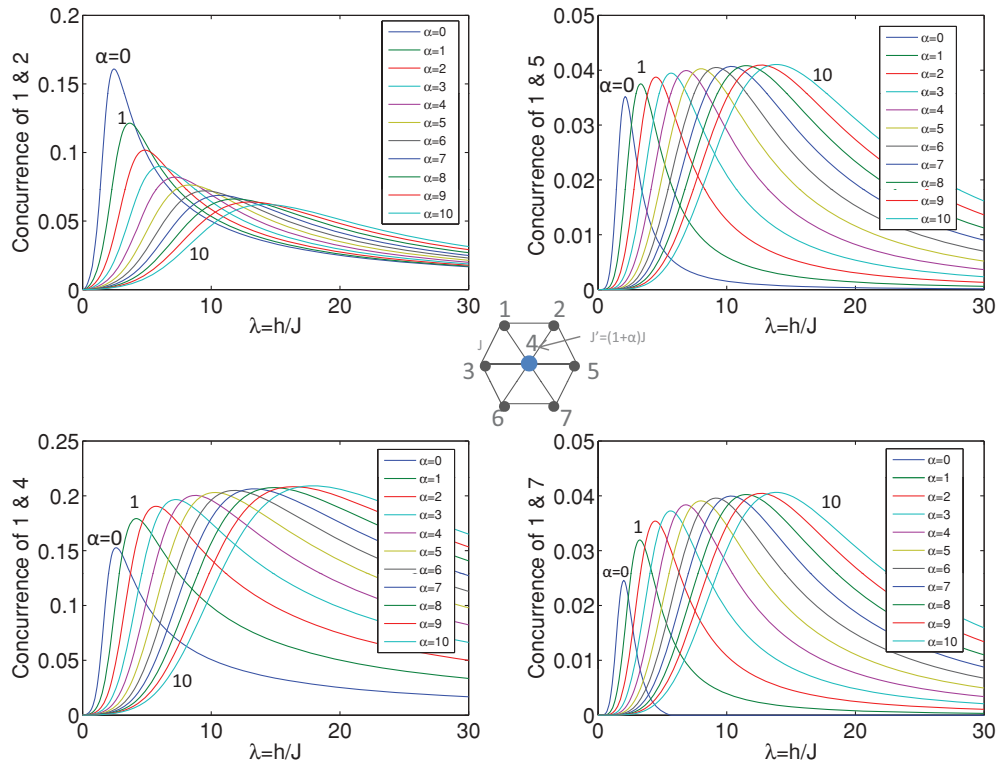 0.2
0.15
0.1
0.05
0
0
10
20
30
Concurrence of 1 & 2
λ=h/J
α=0
1
10
α=0
α=1
α=2
α=3
α=4
α=5
α=6
α=7
α=8
α=9
α=10
0.05
0.04
0.03
0.02
0.01
0
0
10
20
30
Concurrence of 1 & 5
λ=h/J
α=0
1
10
α=0
α=1
α=2
α=3
α=4
α=5
α=6
α=7
α=8
α=9
α=10
1
2
3
4
5
6
7
J
J'=(1+α)J
0.25
0.2
0.15
0.1
0.05
0
0
10
20
30
Concurrence of 1 & 4
λ=h/J
α=0
1
10
α=0
α=1
α=2
α=3
α=4
α=5
α=6
α=7
α=8
α=9
α=10
0.05
0.04
0.03
0.02
0.01
0
0
10
20
30
Concurrence of 1 & 7
λ=h/J
α=0
1
10
α=0
α=1
α=2
α=3
α=4
α=5
α=6
α=7
α=8
α=9
α=10